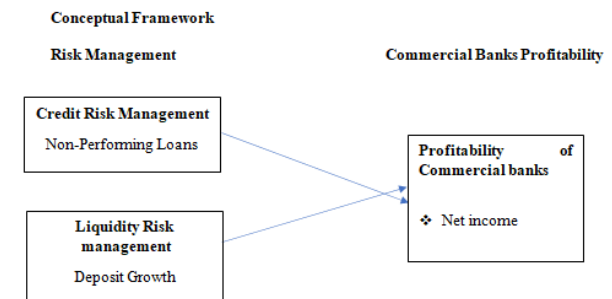 Conceptual Framework
Risk Management
Commercial Banks Profitability
Credit Risk Management
Non-Performing Loans
Profitability of
Commercial banks
❖ Net income
Liquidity Risk
management
Deposit Growth